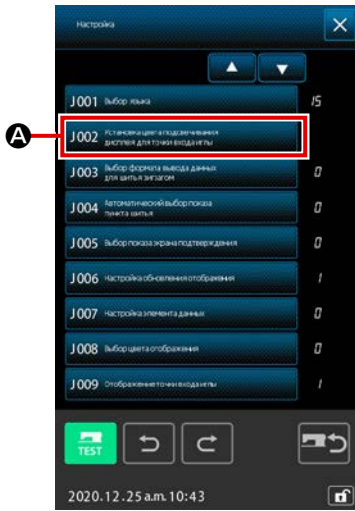 Настройка
J001 Выбор языка 15
A
J002 Установка цвета подсвечивания
дисплея для точки входа иглы
J003 Выбор формата вывода данных
для шитья зигзагом 0
J004 Автоматический выбор показа
пункта шитья 0
J005 Выбор показа экрана подтверждения 0
J006 Настройка обновления отображения 1
J007 Настройка элемента данных 0
J008 Выбор цвета отображения 0
J009 Отображение точки входа иглы 1
TEST
2020.12.25 a.m. 10:43